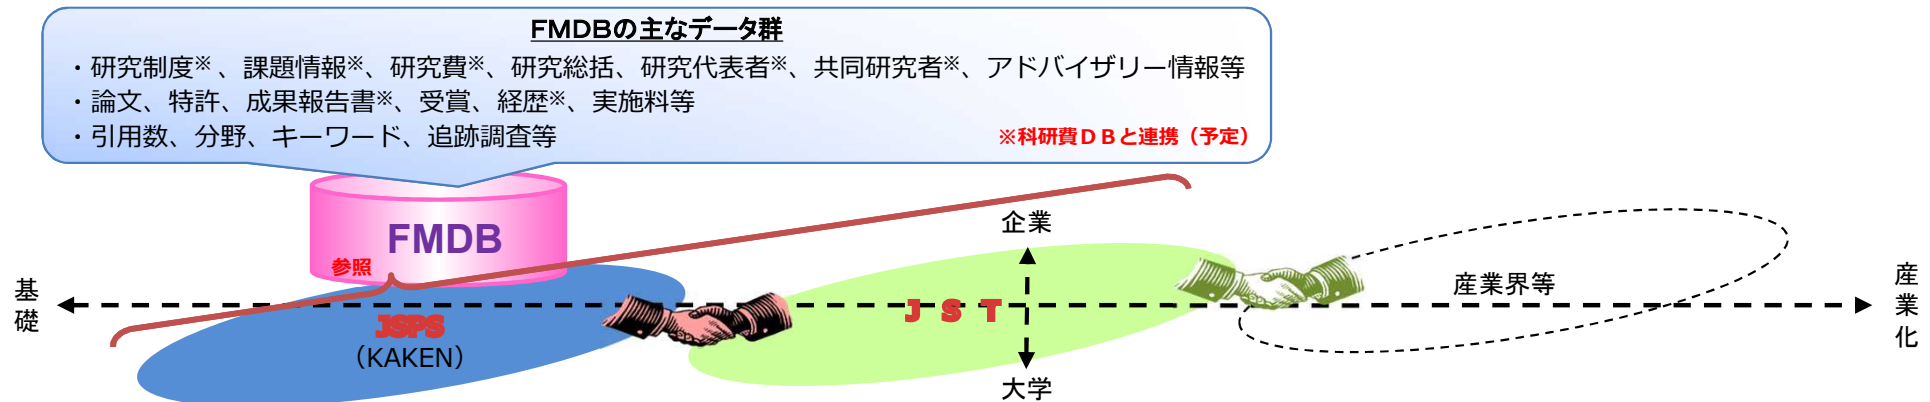 FMDBの主なデータ群
・研究制度※、課題情報※、研究費※、研究総括、研究代表者※、共同研究者※、アドバイザリー情報等
・論文、特許、成果報告書※、受賞、経歴※、実施料等
・引用数、分野、キーワード、追跡調査等
※科研費DBと連携（予定）
FMDB
参照
企業
基礎
産業界等
産業化
JSPS
（KAKEN）
JST
大学